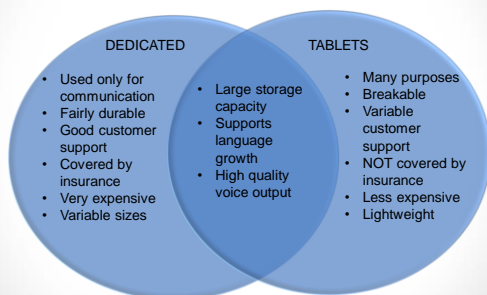 DEDICATED
• Used only for
communication
• Fairly durable
• Good customer
support
• Covered by
insurance
• Very expensive
• Variable sizes
• Large storage
capacity
• Supports
language
growth
• High quality
voice output
TABLETS
• Many purposes
• Breakable
• Variable
customer
support
• NOT covered by
insurance
• Less expensive
• Lightweight